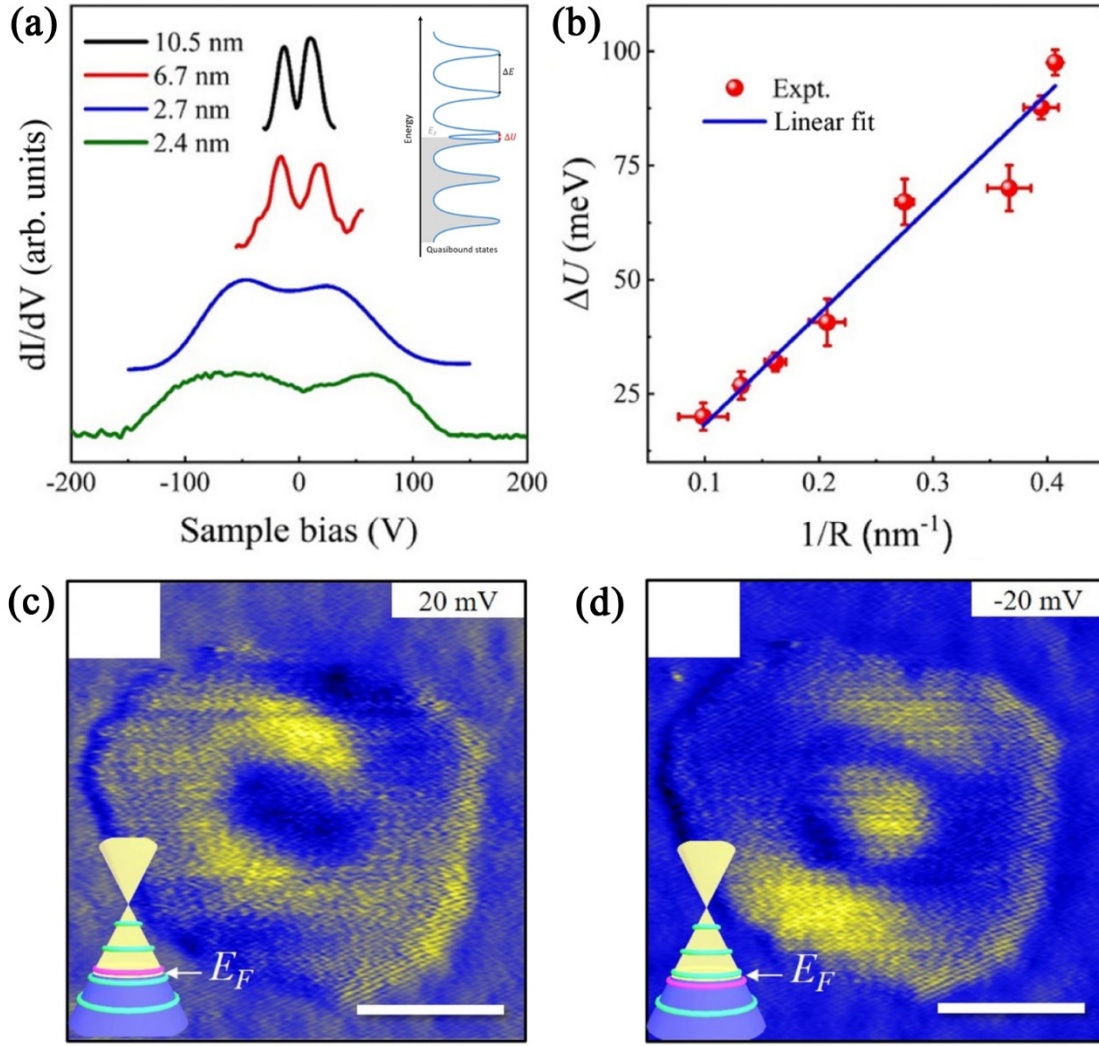 (a)
10.5 nm
6.7 nm
2.7 nm
2.4 nm
dI/dV (arb. units)
-200
-100
0
100
200
Sample bias (V)
Energy
ΔE
E_F
ΔU
Quasibound states
(b)
Expt.
Linear fit
ΔU (meV)
100
75
50
25
0.1
0.2
0.3
0.4
1/R (nm⁻¹)
(c)
20 mV
E_F
(d)
-20 mV
E_F